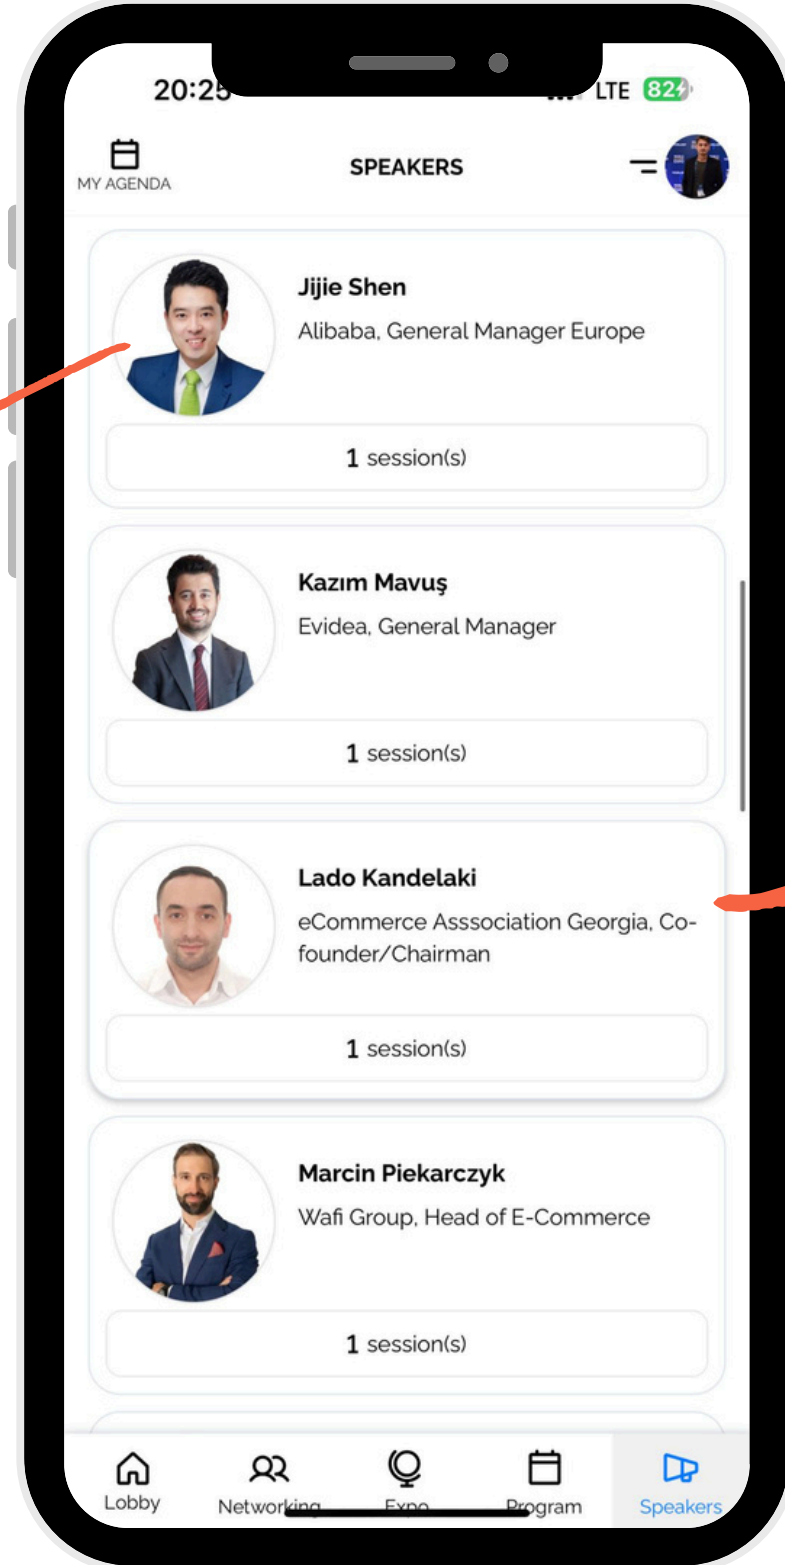 20:25
LTE 82
MY AGENDA
SPEAKERS
Jijie Shen
Alibaba, General Manager Europe
1 session(s)
Kazım Mavuş
Evidea, General Manager
1 session(s)
Lado Kandelaki
eCommerce Asssociation Georgia, Co-
founder/Chairman
1 session(s)
Marcin Piekarczyk
Wafi Group, Head of E-Commerce
1 session(s)
Lobby
Networking
Expo
Program
Speakers